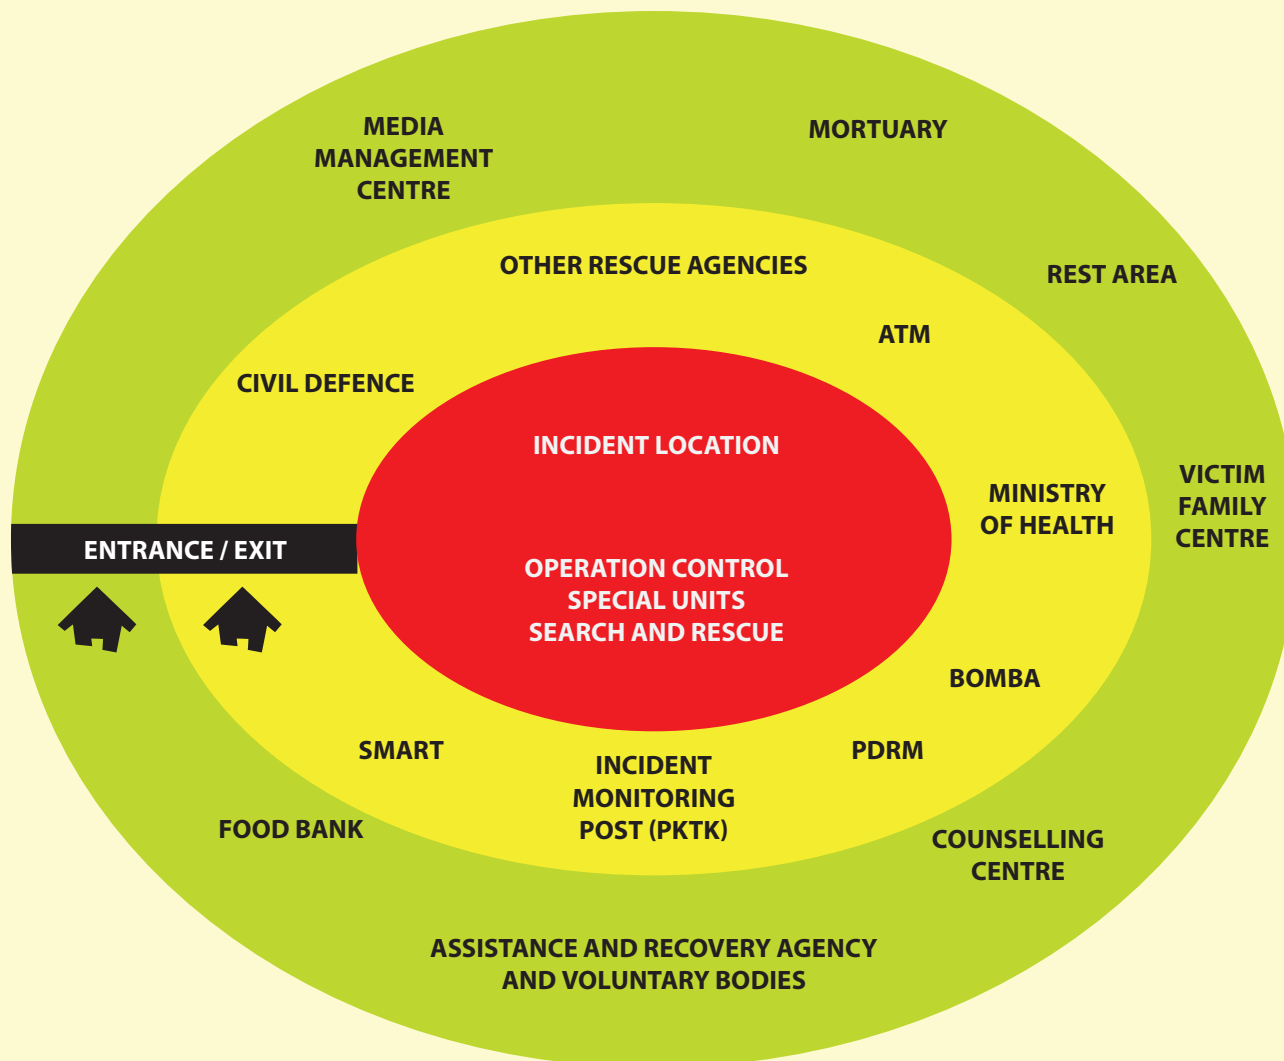 MEDIA
MANAGEMENT
CENTRE
MORTUARY
OTHER RESCUE AGENCIES
REST AREA
ATM
CIVIL DEFENCE
INCIDENT LOCATION
MINISTRY
OF HEALTH
VICTIM
FAMILY
CENTRE
ENTRANCE / EXIT
OPERATION CONTROL
SPECIAL UNITS
SEARCH AND RESCUE
BOMBA
SMART
INCIDENT
MONITORING
POST (PKTK)
PDRM
FOOD BANK
COUNSELLING
CENTRE
ASSISTANCE AND RECOVERY AGENCY
AND VOLUNTARY BODIES